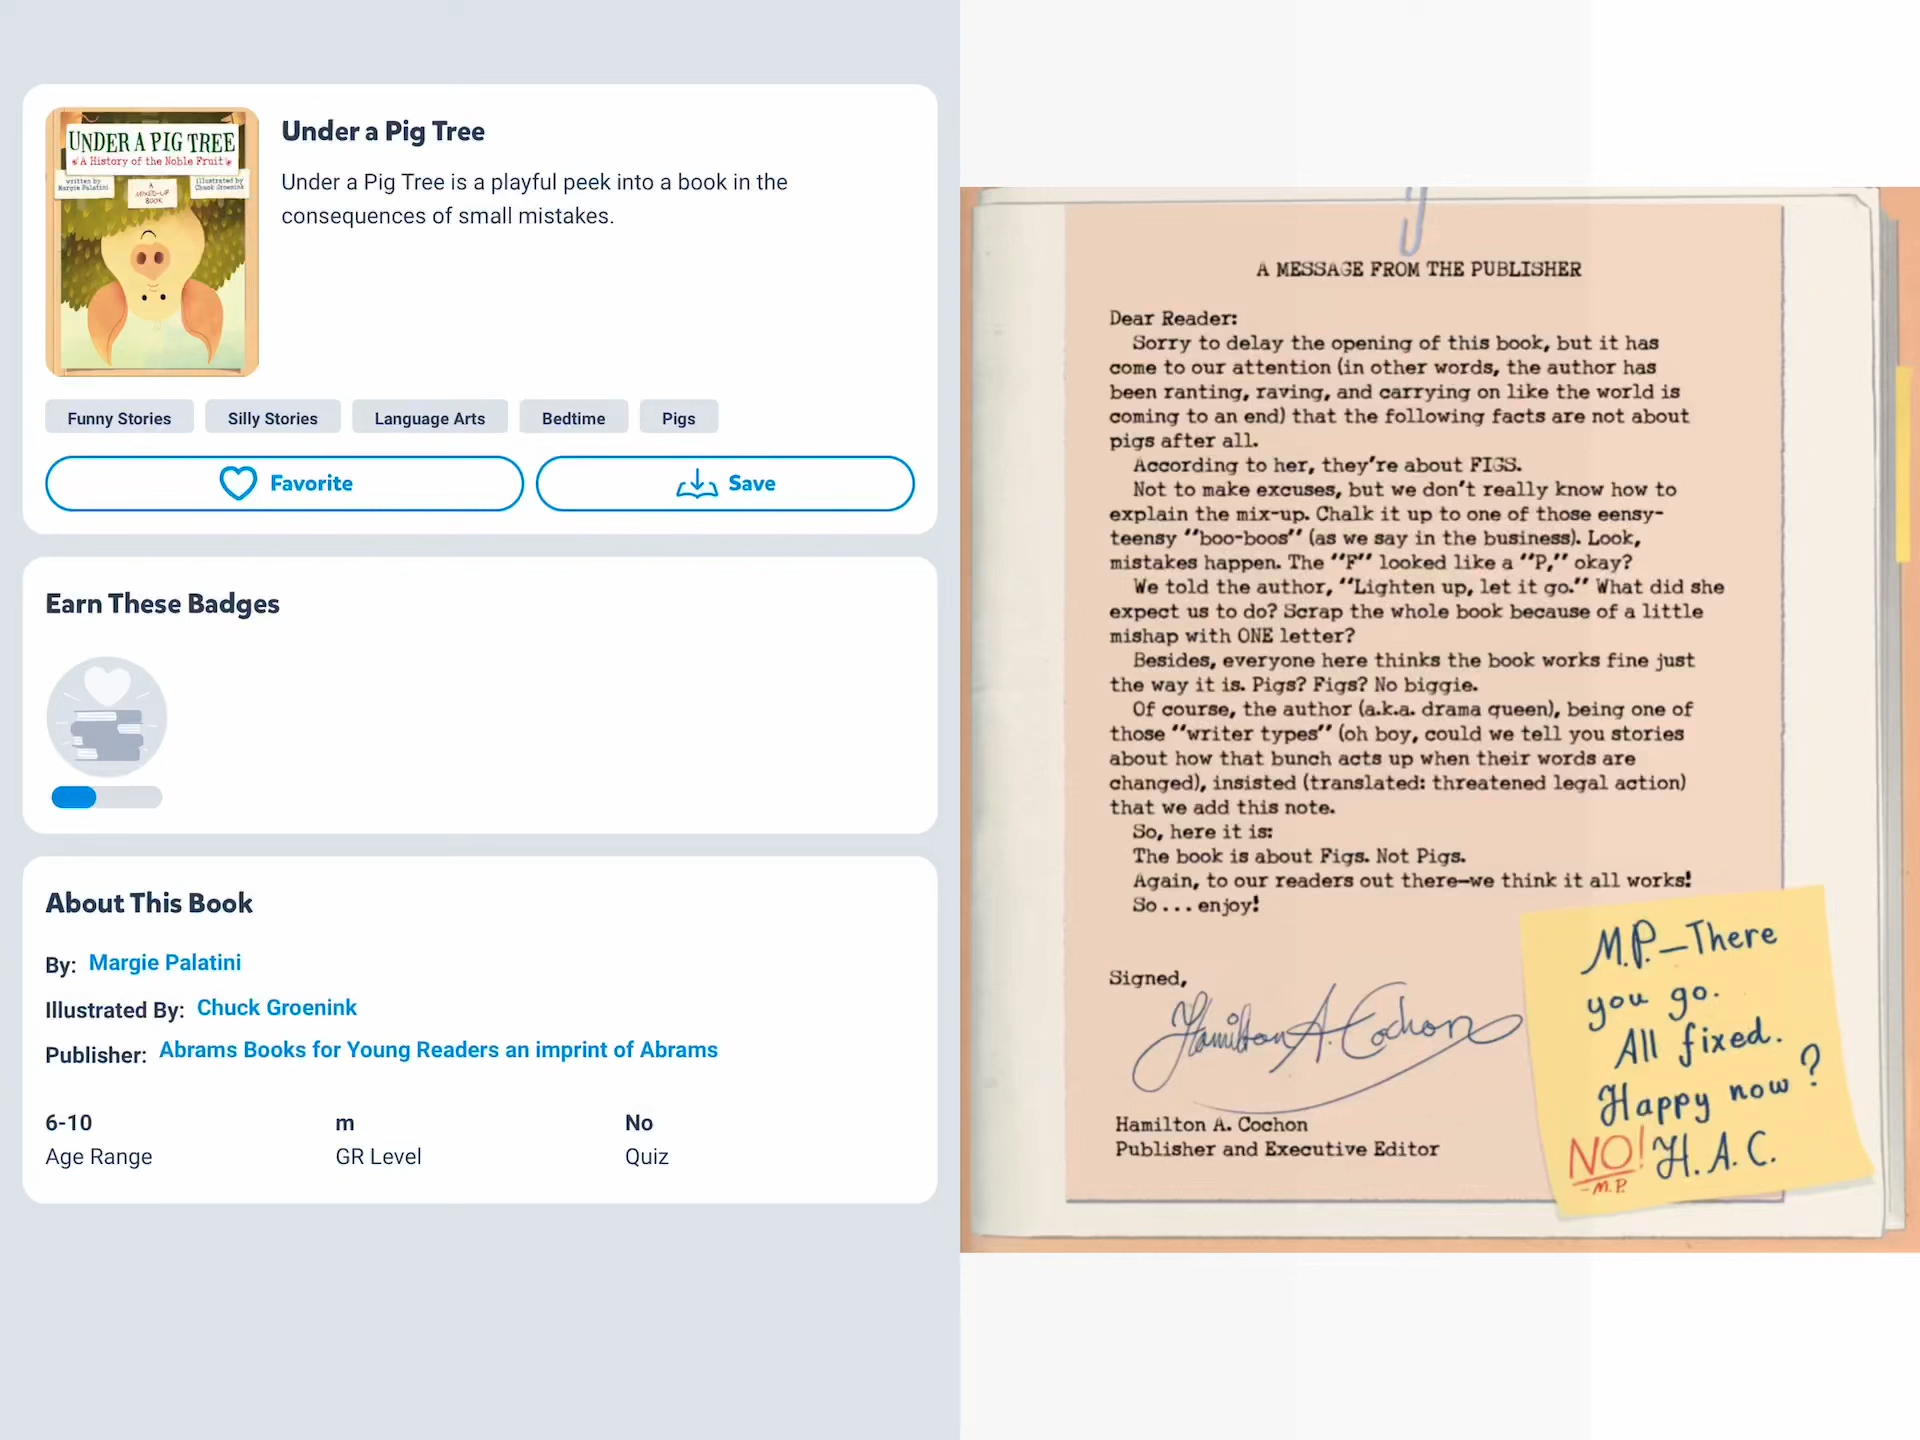 UNDER A PIG TREE
A History of the Noble Fruit
written by
Margie Palatini
A
MIXED-UP
BOOK
illustrated by
Chuck Groenink
Under a Pig Tree
Under a Pig Tree is a playful peek into a book in the
consequences of small mistakes.
Funny Stories
Silly Stories
Language Arts
Bedtime
Pigs
Favorite
Save
Earn These Badges
About This Book
By: Margie Palatini
Illustrated By: Chuck Groenink
Publisher: Abrams Books for Young Readers an imprint of Abrams
6-10
m
No
Age Range
GR Level
Quiz
A MESSAGE FROM THE PUBLISHER
Dear Reader:
Sorry to delay the opening of this book, but it has
come to our attention (in other words, the author has
been ranting, raving, and carrying on like the world is
coming to an end) that the following facts are not about
pigs after all.
According to her, they're about FIGS.
Not to make excuses, but we don't really know how to
explain the mix-up. Chalk it up to one of those eensy-
teensy "boo-boos" (as we say in the business). Look,
mistakes happen. The "F" looked like a "P," okay?
We told the author, "Lighten up, let it go." What did she
expect us to do? Scrap the whole book because of a little
mishap with ONE letter?
Besides, everyone here thinks the book works fine just
the way it is. Pigs? Figs? No biggie.
Of course, the author (a.k.a. drama queen), being one of
those "writer types" (oh boy, could we tell you stories
about how that bunch acts up when their words are
changed), insisted (translated: threatened legal action)
that we add this note.
So, here it is:
The book is about Figs. Not Pigs.
Again, to our readers out there—we think it all works!
So...enjoy!
Signed,
Hamilton A. Cochon
Hamilton A. Cochon
Publisher and Executive Editor
M.P.—There
you go.
All fixed.
Happy now?
H.A.C.
NO!
-M.P.